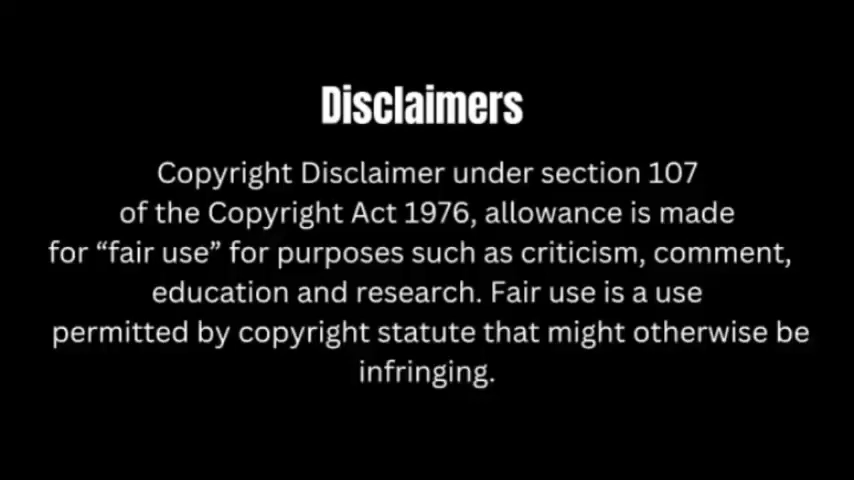 Disclaimers
Copyright Disclaimer under section 107
of the Copyright Act 1976, allowance is made
for “fair use” for purposes such as criticism, comment,
education and research. Fair use is a use
permitted by copyright statute that might otherwise be
infringing.